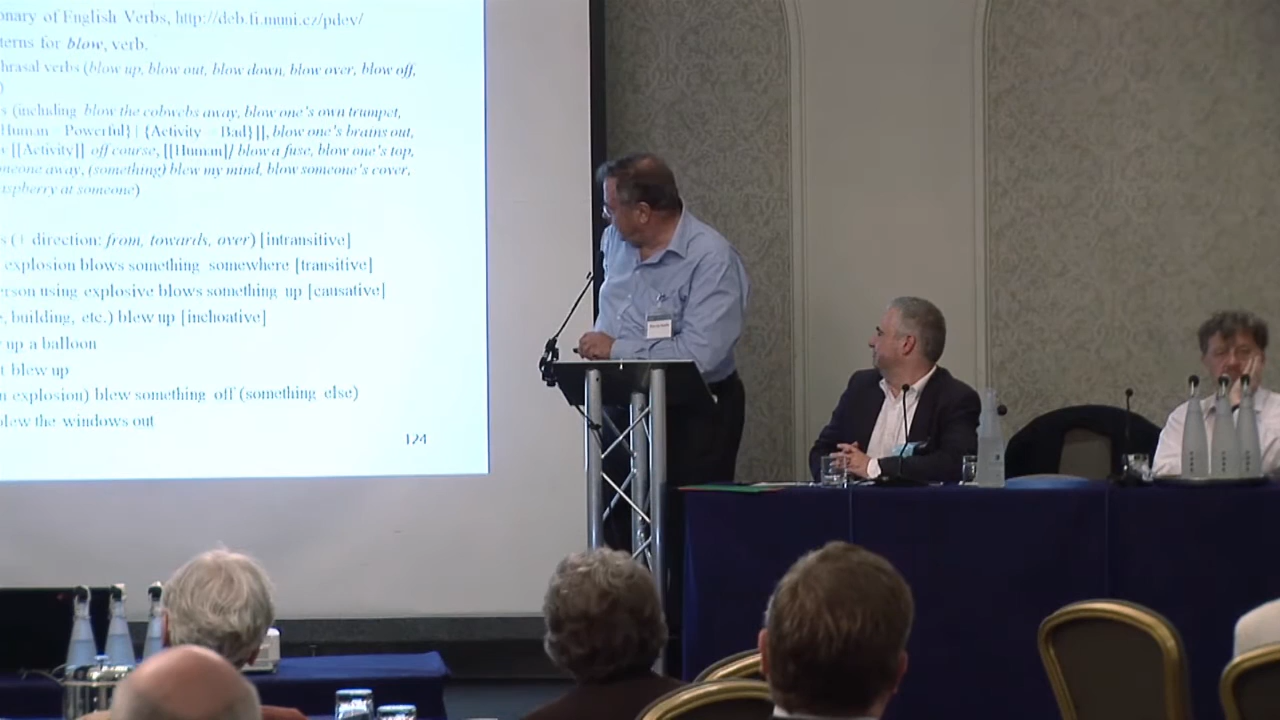 onary of English Verbs, http://deb.fi.muni.cz/pdev/
terns for blow, verb.
hrasal verbs (blow up, blow out, blow down, blow over, blow off,
)
s (including blow the cobwebs away, blow one's own trumpet,
Human = Powerful} | {Activity = Bad}]], blow one's brains out,
w [[Activity]] off course, [[Human]] blow a fuse, blow one's top,
meone away, (something) blew my mind, blow someone's cover,
aspberry at someone)
s (+ direction: from, towards, over) [intransitive]
explosion blows something somewhere [transitive]
erson using explosive blows something up [causative]
, building, etc.) blew up [inchoative]
up a balloon
t blew up
n explosion) blew something off (something else)
blew the windows out
124